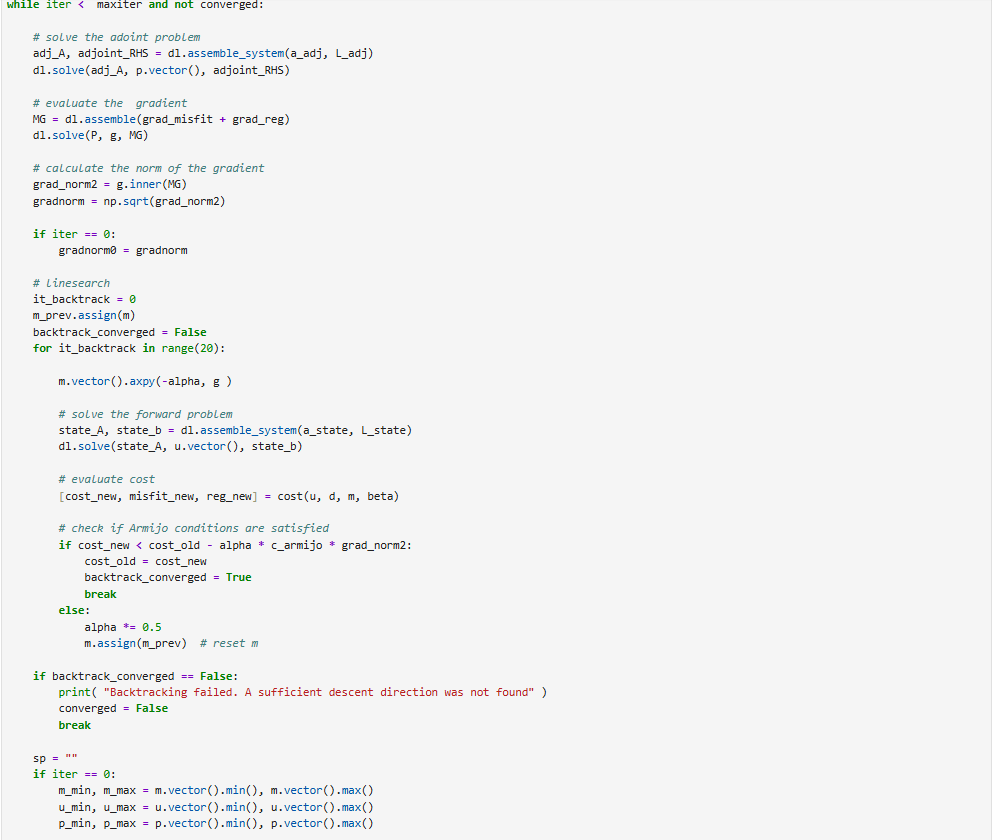 while iter <  maxiter and not converged:
# solve the adoint problem
adj_A, adjoint_RHS = dl.assemble_system(a_adj, L_adj)
dl.solve(adj_A, p.vector(), adjoint_RHS)
# evaluate the  gradient
MG = dl.assemble(grad_misfit + grad_reg)
dl.solve(P, g, MG)
# calculate the norm of the gradient
grad_norm2 = g.inner(MG)
gradnorm = np.sqrt(grad_norm2)
if iter == 0:
gradnorm0 = gradnorm
# linesearch
it_backtrack = 0
m_prev.assign(m)
backtrack_converged = False
for it_backtrack in range(20):
m.vector().axpy(-alpha, g )
# solve the forward problem
state_A, state_b = dl.assemble_system(a_state, L_state)
dl.solve(state_A, u.vector(), state_b)
# evaluate cost
[cost_new, misfit_new, reg_new] = cost(u, d, m, beta)
# check if Armijo conditions are satisfied
if cost_new < cost_old - alpha * c_armijo * grad_norm2:
cost_old = cost_new
backtrack_converged = True
break
else:
alpha *= 0.5
m.assign(m_prev)  # reset m
if backtrack_converged == False:
print( "Backtracking failed. A sufficient descent direction was not found" )
converged = False
break
sp = ""
if iter == 0:
m_min, m_max = m.vector().min(), m.vector().max()
u_min, u_max = u.vector().min(), u.vector().max()
p_min, p_max = p.vector().min(), p.vector().max()